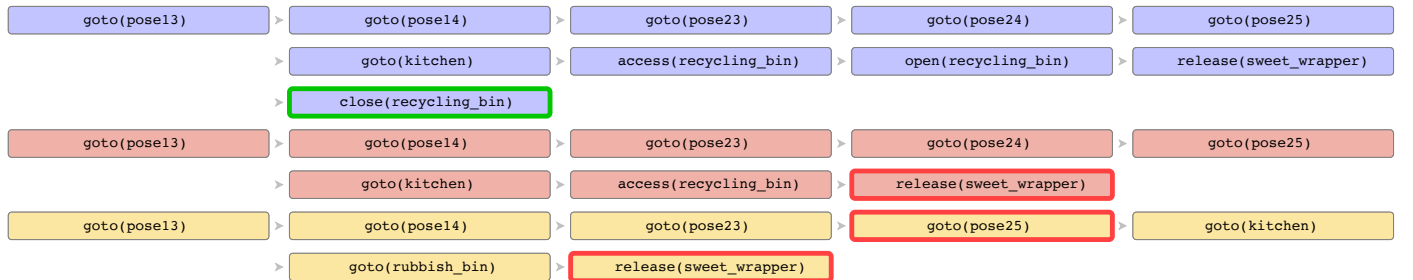 goto(pose13) goto(pose14) goto(pose23) goto(pose24) goto(pose25)
goto(kitchen) access(recycling_bin) open(recycling_bin) release(sweet_wrapper)
close(recycling_bin)
goto(pose13) goto(pose14) goto(pose23) goto(pose24) goto(pose25)
goto(kitchen) access(recycling_bin) release(sweet_wrapper)
goto(pose13) goto(pose14) goto(pose23) goto(pose25) goto(kitchen)
goto(rubbish_bin) release(sweet_wrapper)